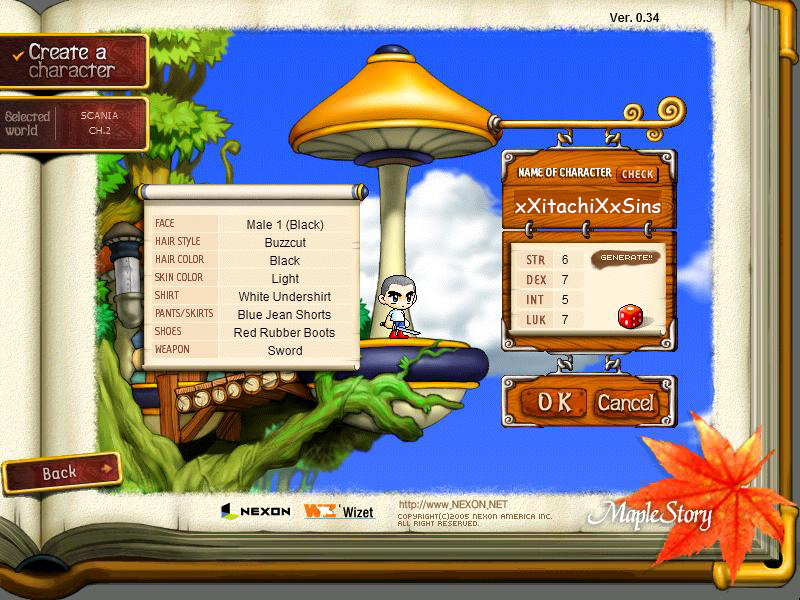 Ver. 0.34
Create a
character
Selected
world
SCANIA
CH.2
NAME OF CHARACTER CHECK
xXitachiXxSins
FACE Male 1 (Black)
HAIR STYLE Buzzcut
HAIR COLOR Black
SKIN COLOR Light
SHIRT White Undershirt
PANTS/SKIRTS Blue Jean Shorts
SHOES Red Rubber Boots
WEAPON Sword
STR 6
GENERATE!!
DEX 7
INT 5
LUK 7
OK Cancel
Back
NEXON Wizet
http://www.NEXON.NET
COPYRIGHT(C)2005 NEXON AMERICA INC.
ALL RIGHT RESERVED.
MapleStory